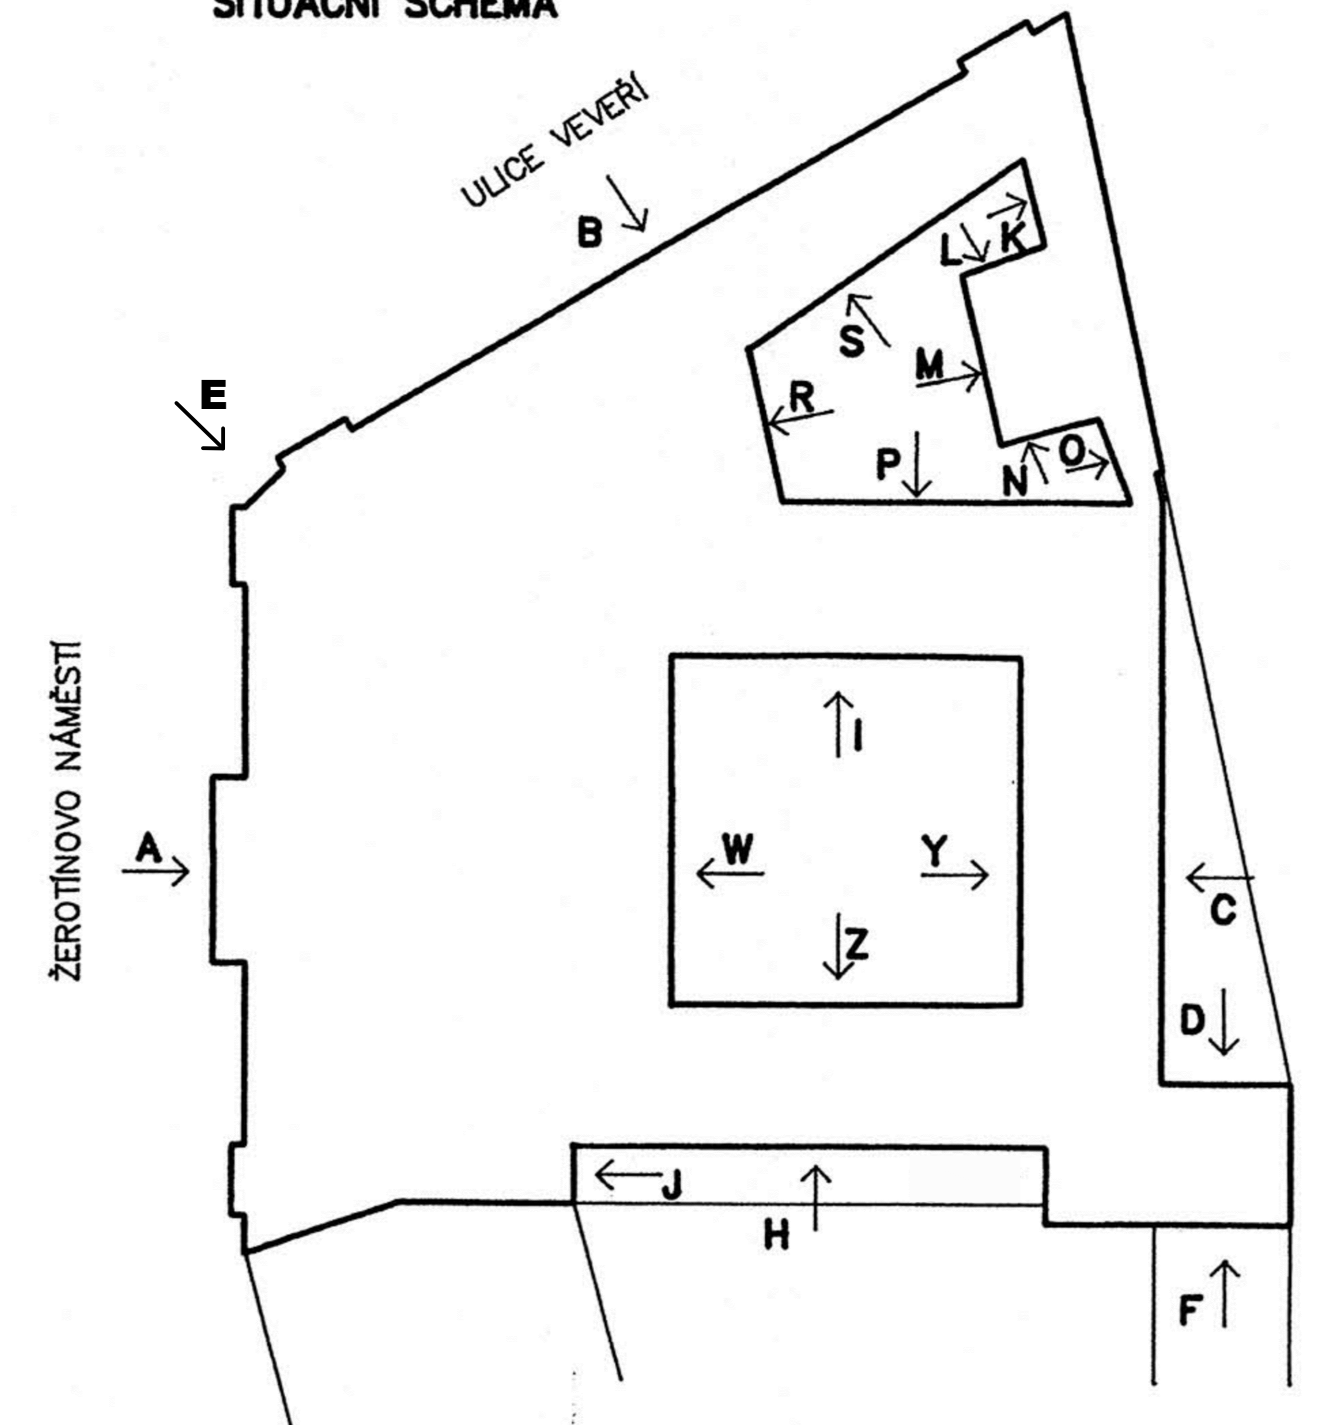 SITUAČNÍ SCHEMA
ULICE VEVEŘÍ
B
L
K
S
M
E
R
P
N
O
ŽEROTÍNOVO NÁMĚSTÍ
I
A
W
Y
C
Z
D
J
H
F